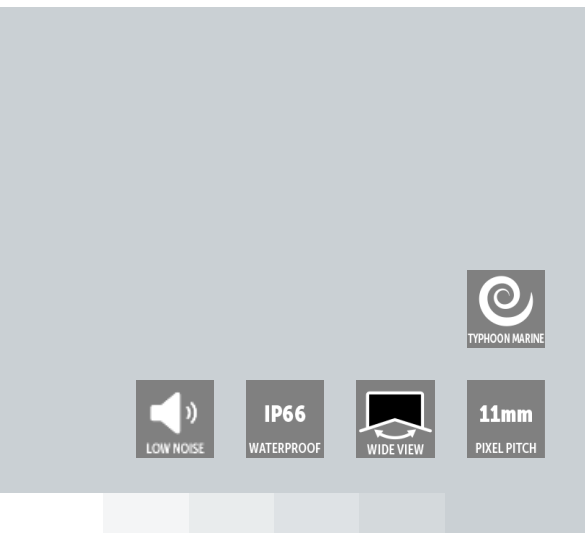 TYPHOON MARINE
LOW NOISE
IP66
WATERPROOF
WIDE VIEW
11mm
PIXEL PITCH